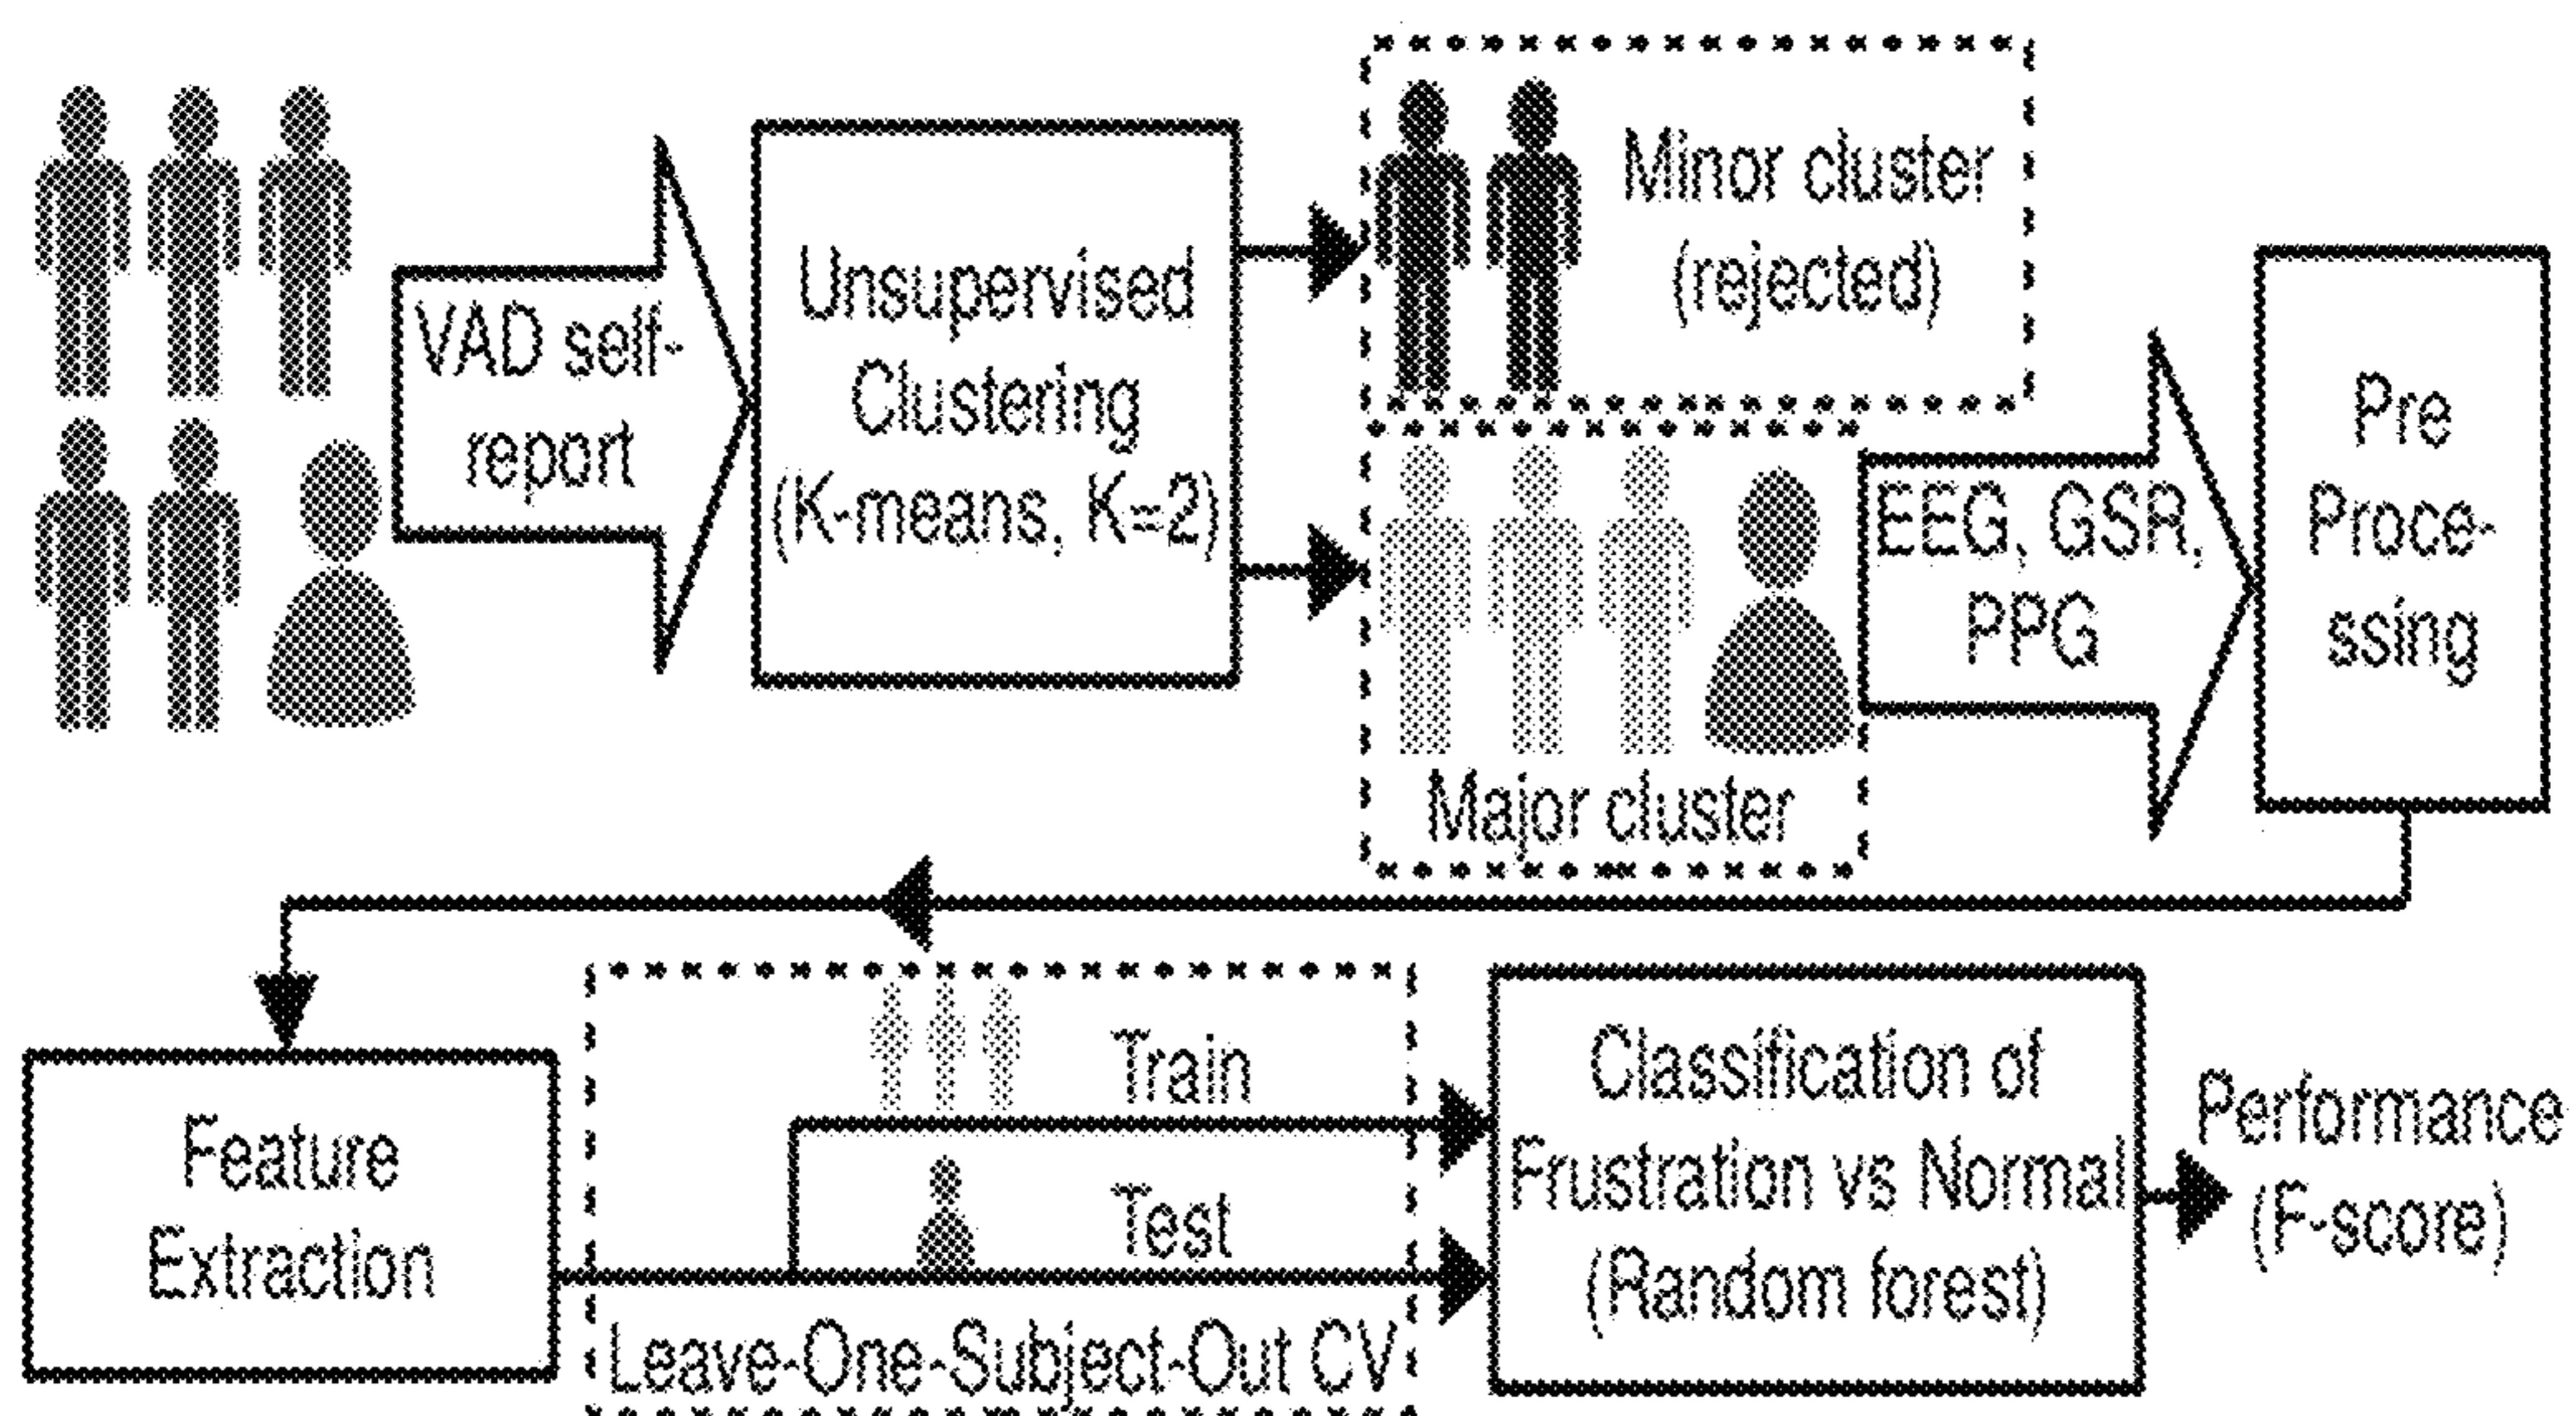 VAD self-
report
Unsupervised
Clustering
(K-means, K=2)
Minor cluster
(rejected)
Major cluster
EEG, GSR,
PPG
Pre
Proce-
ssing
Feature
Extraction
Train
Test
Leave-One-Subject-Out CV
Classification of
Frustration vs Normal
(Random forest)
Performance
(F-score)